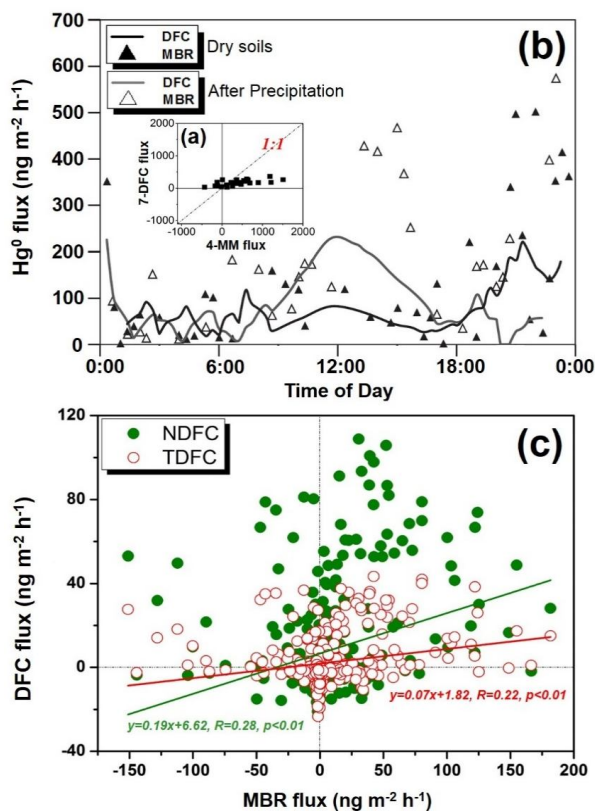 700
600
500
400
300
200
100
0
Hg⁰ flux (ng m⁻² h⁻¹)
DFC
MBR
Dry soils
DFC
MBR
After Precipitation
(b)
(a)
1:1
2000
1000
0
-1000
7-DFC flux
-1000 0 1000 2000
4-MM flux
0:00 6:00 12:00 18:00 0:00
Time of Day
120
80
40
0
-40
DFC flux (ng m⁻² h⁻¹)
NDFC
TDFC
(c)
y=0.07x+1.82, R=0.22, p<0.01
y=0.19x+6.62, R=0.28, p<0.01
-150 -100 -50 0 50 100 150 200
MBR flux (ng m⁻² h⁻¹)